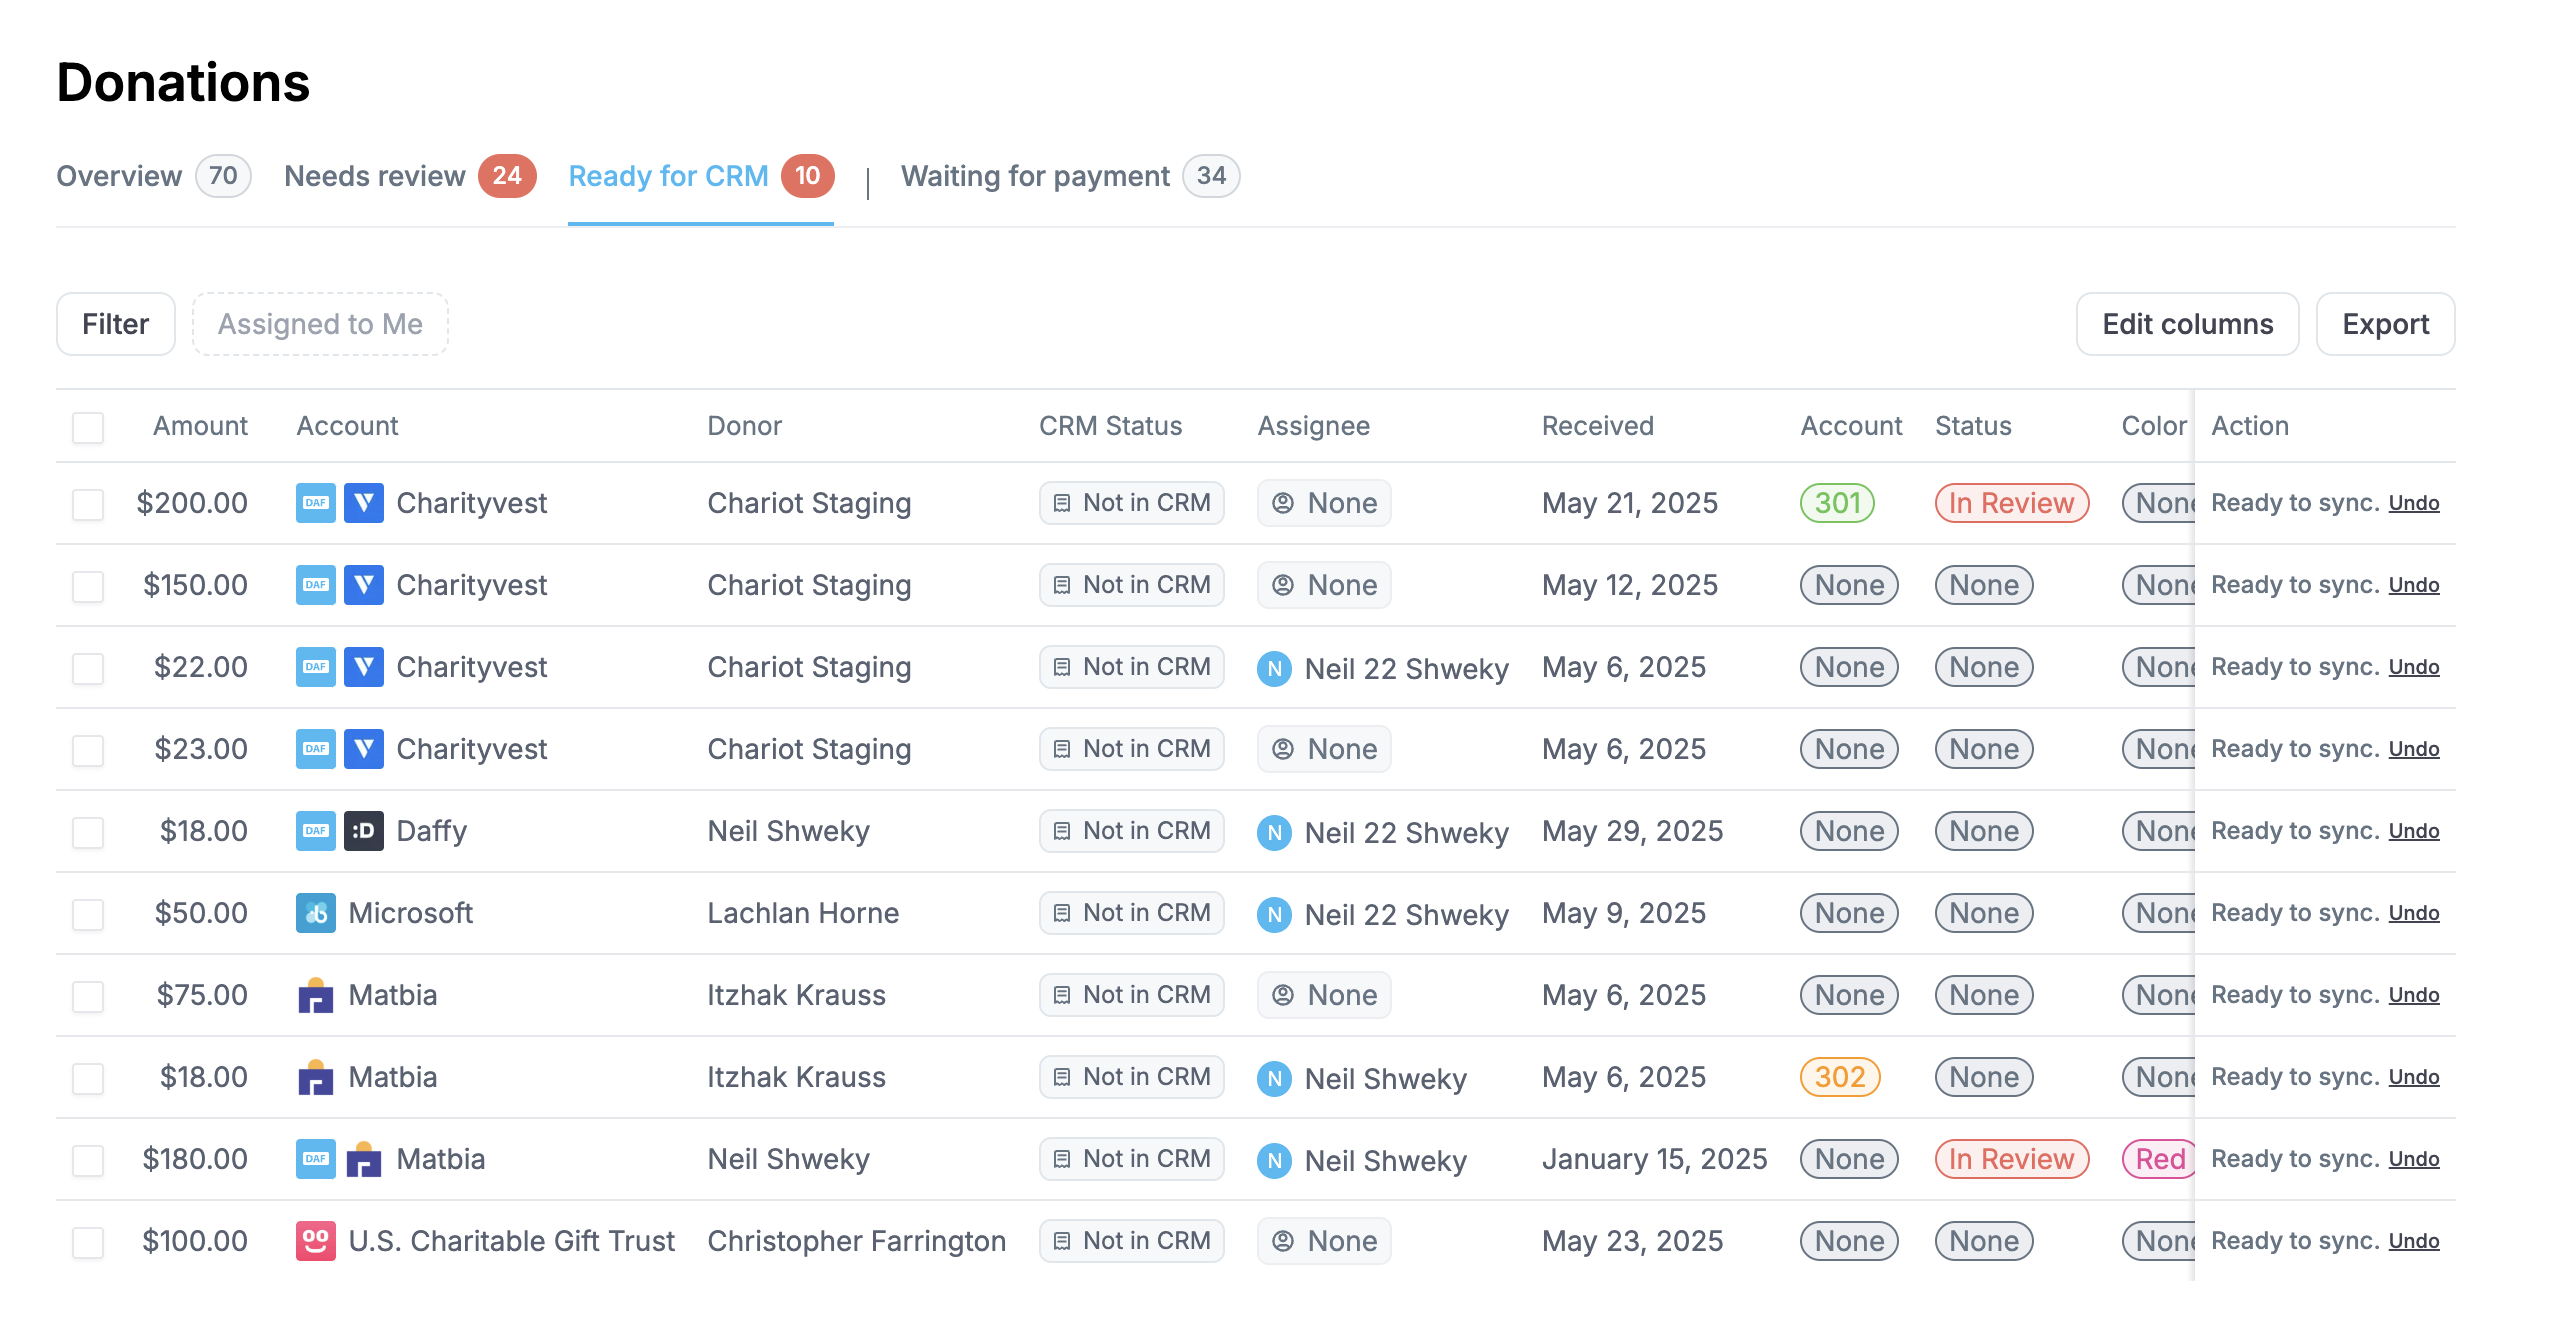 Donations
Overview 70 Needs review 24 Ready for CRM 10 | Waiting for payment 34
Filter Assigned to Me Edit columns Export
Amount Account Donor CRM Status Assignee Received Account Status Color Action
$200.00 DAF Charityvest Chariot Staging Not in CRM None May 21, 2025 301 In Review None Ready to sync. Undo
$150.00 DAF Charityvest Chariot Staging Not in CRM None May 12, 2025 None None None Ready to sync. Undo
$22.00 DAF Charityvest Chariot Staging Not in CRM N Neil 22 Shweky May 6, 2025 None None None Ready to sync. Undo
$23.00 DAF Charityvest Chariot Staging Not in CRM None May 6, 2025 None None None Ready to sync. Undo
$18.00 DAF :D Daffy Neil Shweky Not in CRM N Neil 22 Shweky May 29, 2025 None None None Ready to sync. Undo
$50.00 Microsoft Lachlan Horne Not in CRM N Neil 22 Shweky May 9, 2025 None None None Ready to sync. Undo
$75.00 Matbia Itzhak Krauss Not in CRM None May 6, 2025 None None None Ready to sync. Undo
$18.00 Matbia Itzhak Krauss Not in CRM N Neil Shweky May 6, 2025 302 None None Ready to sync. Undo
$180.00 DAF Matbia Neil Shweky Not in CRM N Neil Shweky January 15, 2025 None In Review Red Ready to sync. Undo
$100.00 U.S. Charitable Gift Trust Christopher Farrington Not in CRM None May 23, 2025 None None None Ready to sync. Undo